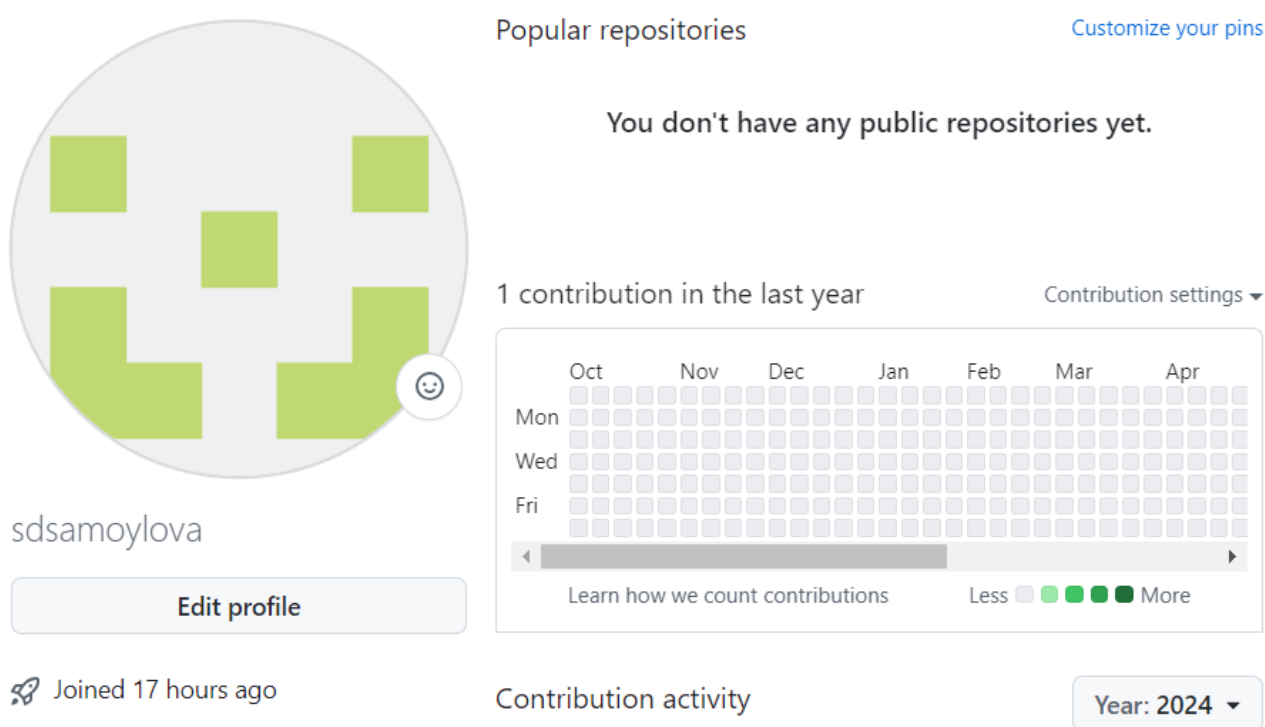 Popular repositories
Customize your pins
You don't have any public repositories yet.
1 contribution in the last year
Contribution settings
Oct Nov Dec Jan Feb Mar Apr
Mon
Wed
Fri
Learn how we count contributions
Less
More
sdsamoylova
Edit profile
Joined 17 hours ago
Contribution activity
Year: 2024